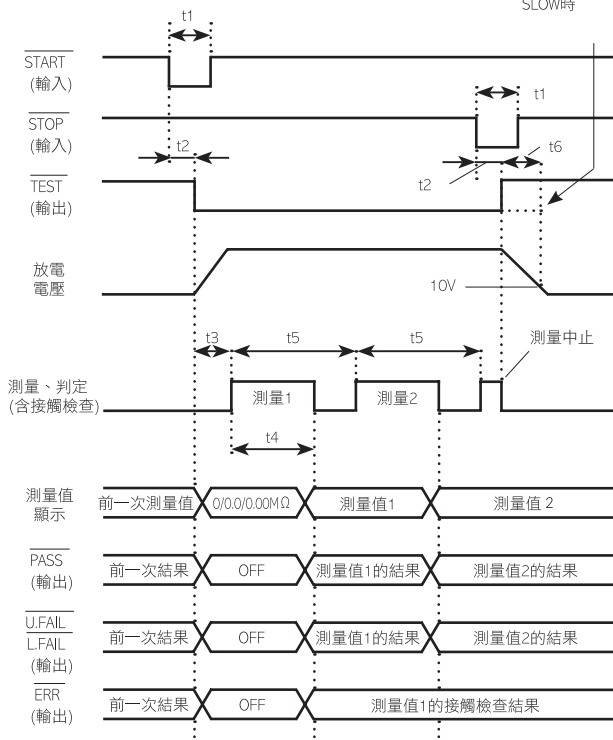 SLOW時
t1
START
(輸入)
t1
STOP
(輸入)
t2
t6
TEST
(輸出)
t2
放電
電壓
10V
t3
t5
t5
測量中止
測量、判定
(含接觸檢查)
測量1
測量2
t4
測量值
顯示
前一次測量值
0/0.0/0.00MΩ
測量值1
測量值2
PASS
(輸出)
前一次結果
OFF
測量值1的結果
測量值2的結果
U.FAIL
L.FAIL
(輸出)
前一次結果
OFF
測量值1的結果
測量值2的結果
ERR
(輸出)
前一次結果
OFF
測量值1的接觸檢查結果